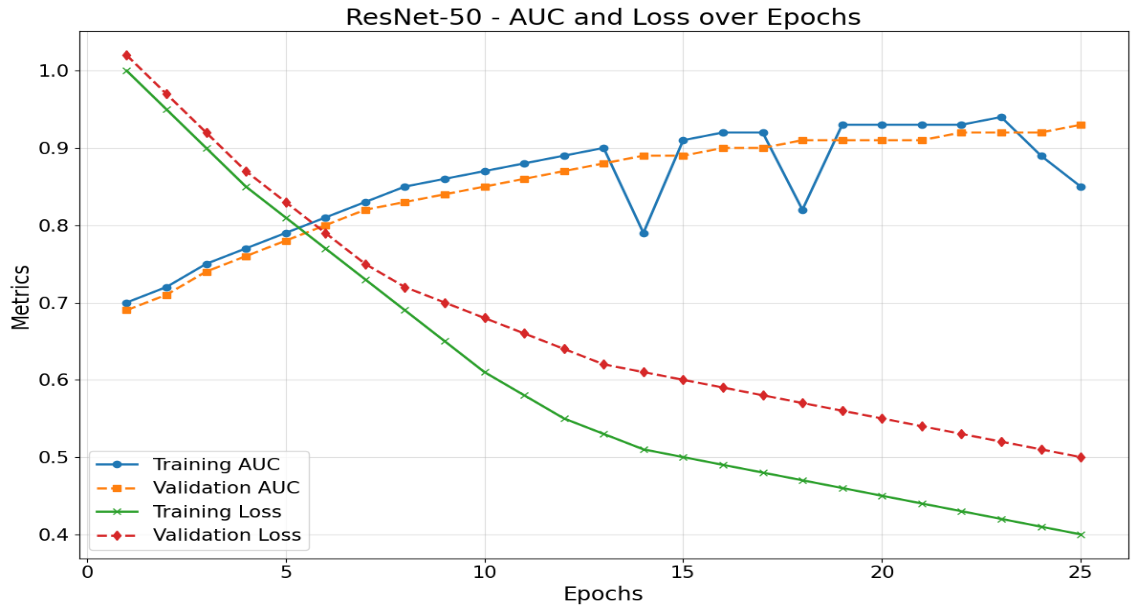 ResNet-50 - AUC and Loss over Epochs
Metrics
1.0
0.9
0.8
0.7
0.6
0.5
0.4
Training AUC
Validation AUC
Training Loss
Validation Loss
0 5 10 15 20 25
Epochs